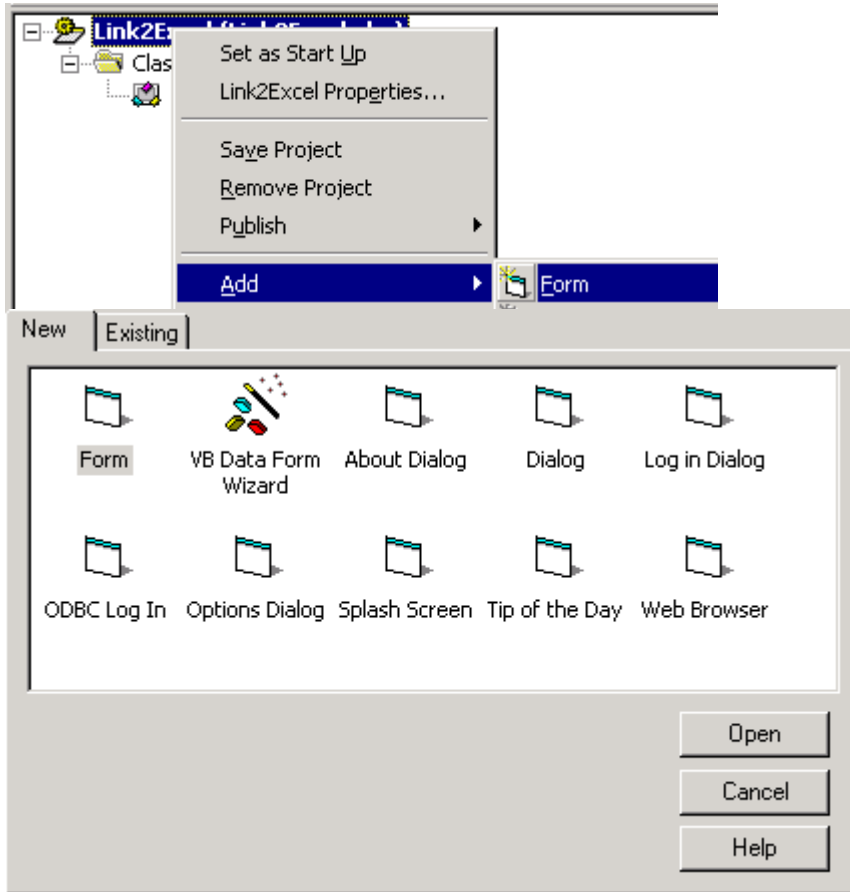 Link2E
Clas
Set as Start Up
Link2Excel Properties...
Save Project
Remove Project
Publish
Add
Form
New
Existing
Form
VB Data Form Wizard
About Dialog
Dialog
Log in Dialog
ODBC Log In
Options Dialog
Splash Screen
Tip of the Day
Web Browser
Open
Cancel
Help